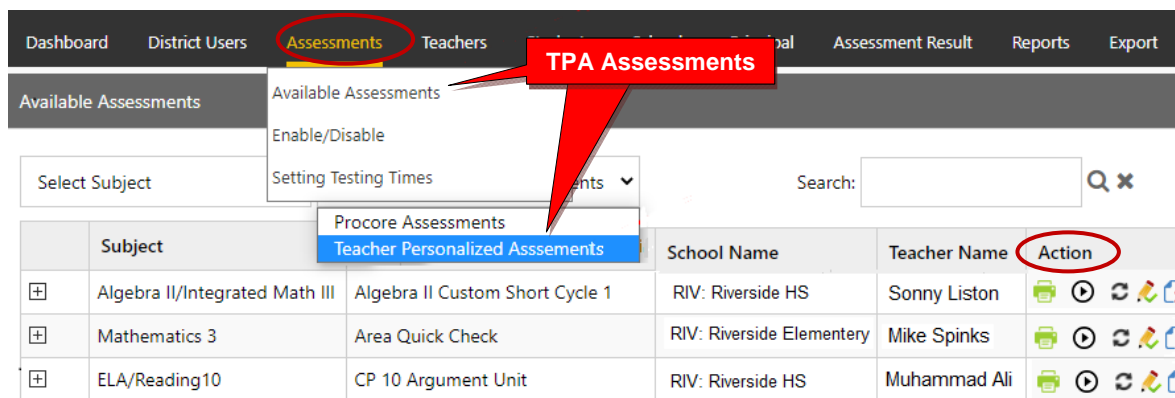 Dashboard District Users Assessments Teachers Assessment Result Reports Export
TPA Assessments
Available Assessments
Available Assessments
Enable/Disable
Setting Testing Times
Select Subject
Search:
Procore Assessments
Teacher Personalized Asssements
Subject School Name Teacher Name Action
Algebra II/Integrated Math III Algebra II Custom Short Cycle 1 RIV: Riverside HS Sonny Liston
Mathematics 3 Area Quick Check RIV: Riverside Elementery Mike Spinks
ELA/Reading10 CP 10 Argument Unit RIV: Riverside HS Muhammad Ali